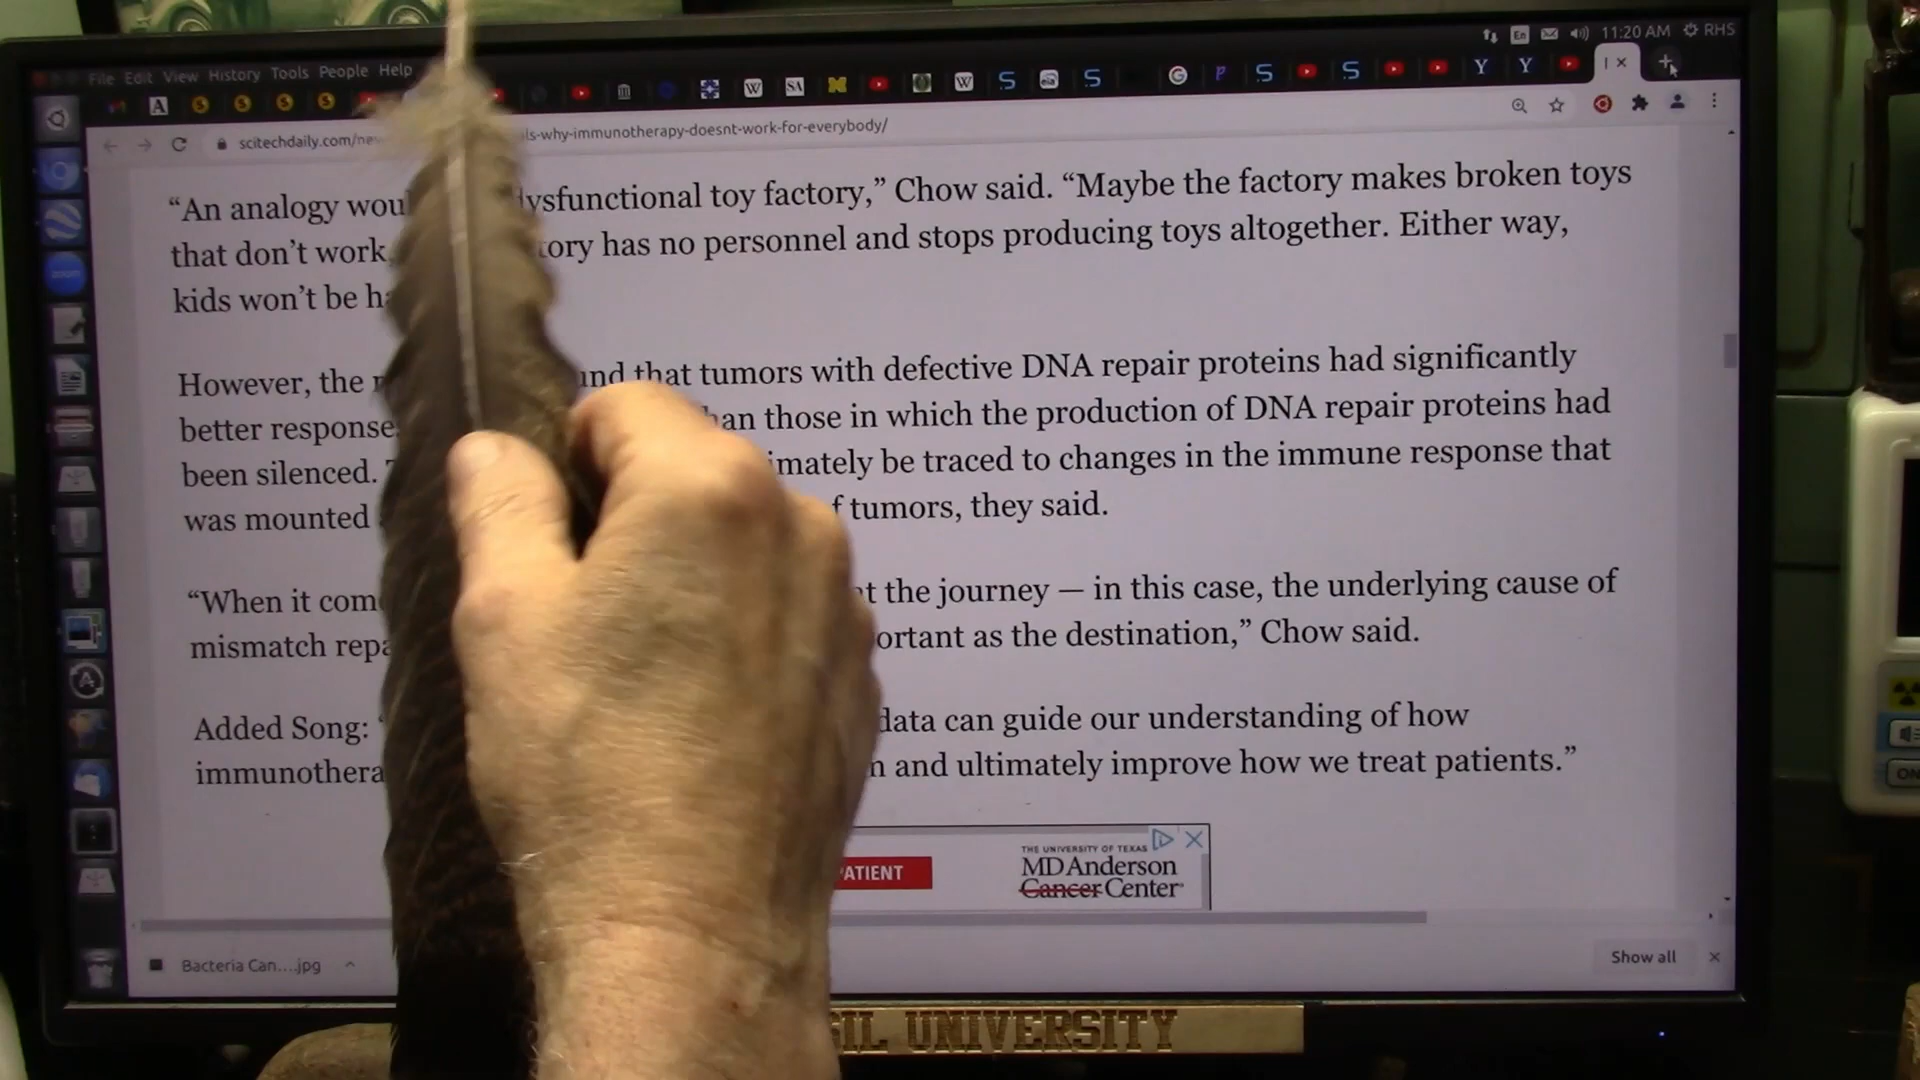 11:20 AM RHS
En
File Edit View History Tools People Help
scitechdaily.com/ne ls-why-immunotherapy-doesnt-work-for-everybody/
“An analogy wou ysfunctional toy factory,” Chow said. “Maybe the factory makes broken toys
that don’t work tory has no personnel and stops producing toys altogether. Either way,
kids won’t be ha
However, the und that tumors with defective DNA repair proteins had significantly
better response han those in which the production of DNA repair proteins had
been silenced. imately be traced to changes in the immune response that
was mounted f tumors, they said.
“When it com t the journey — in this case, the underlying cause of
mismatch repa ortant as the destination,” Chow said.
Added Song: “ data can guide our understanding of how
immunothera n and ultimately improve how we treat patients.”
THE UNIVERSITY OF TEXAS
ATIENT MD Anderson
Cancer Center
Bacteria Can....jpg Show all
GIL UNIVERSITY
ON